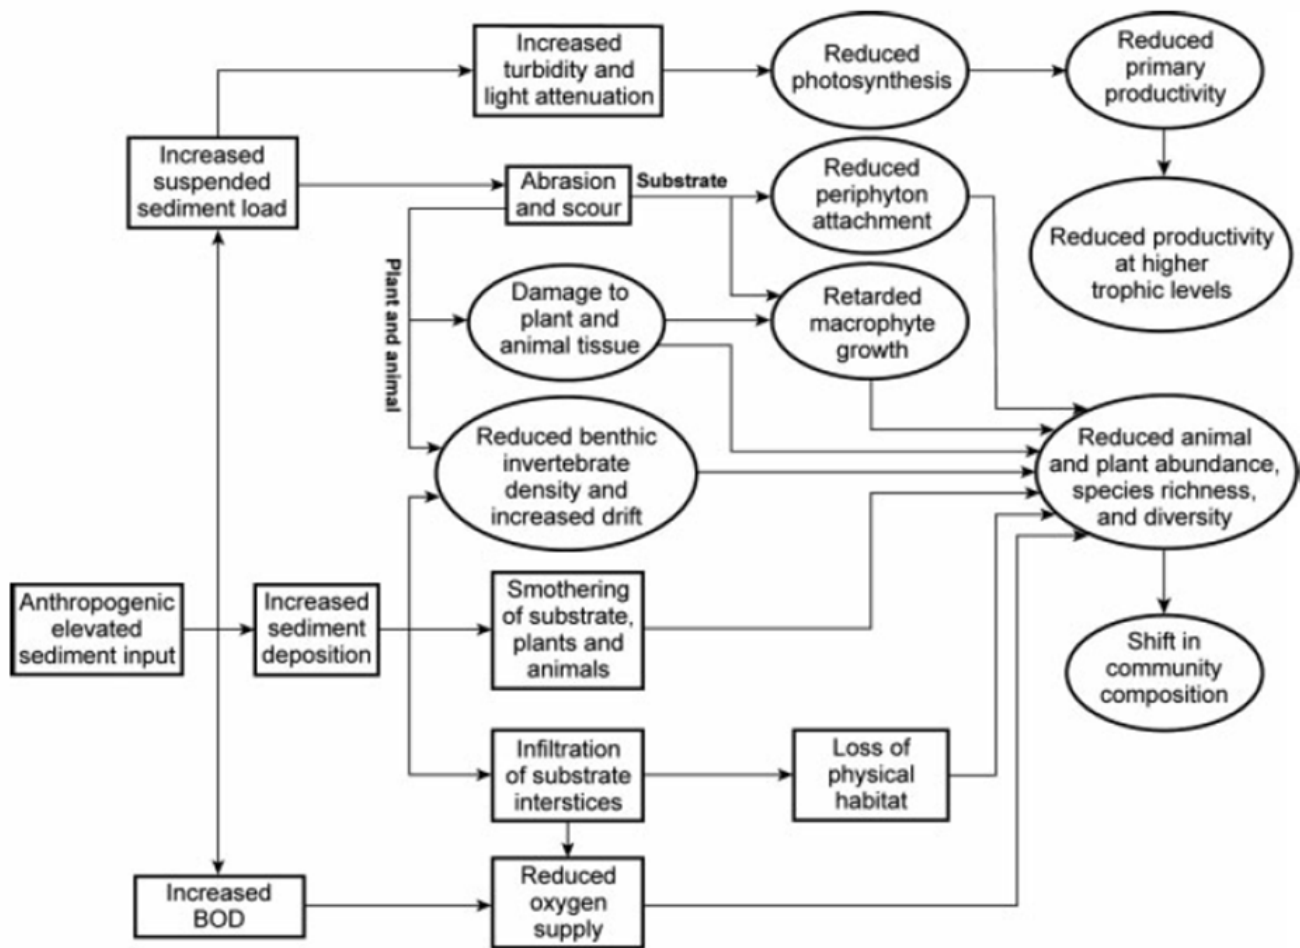 Increased
turbidity and
light attenuation
Reduced
photosynthesis
Reduced
primary
productivity
Increased
suspended
sediment load
Abrasion
and scour
Substrate
Reduced
periphyton
attachment
Reduced productivity
at higher
trophic levels
Plant and animal
Damage to
plant and
animal tissue
Retarded
macrophyte
growth
Reduced benthic
invertebrate
density and
increased drift
Reduced animal
and plant abundance,
species richness,
and diversity
Anthropogenic
elevated
sediment input
Increased
sediment
deposition
Smothering
of substrate,
plants and
animals
Shift in
community
composition
Infiltration
of substrate
interstices
Loss of
physical
habitat
Increased
BOD
Reduced
oxygen
supply